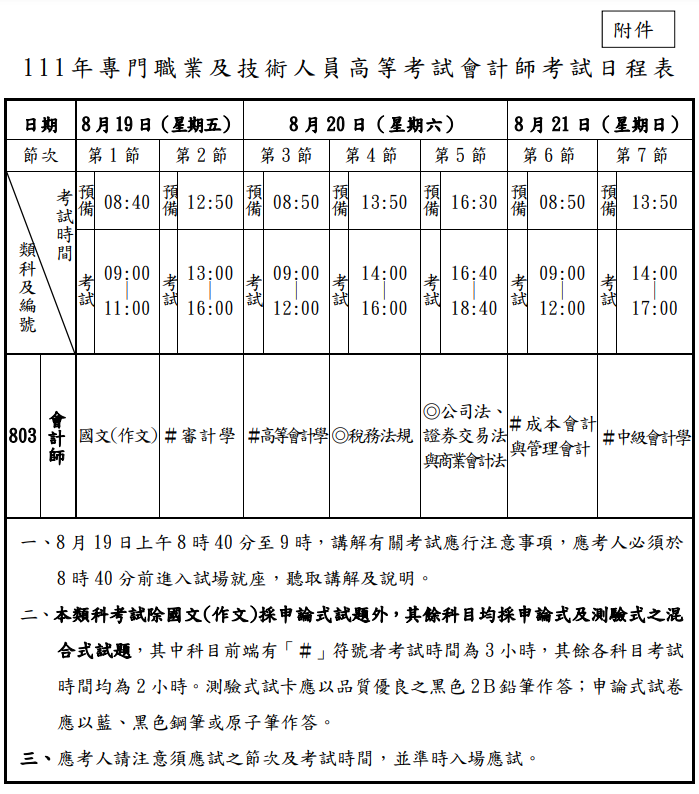 附件
111年專門職業及技術人員高等考試會計師考試日程表
日期 8月19日（星期五） 8月20日（星期六） 8月21日（星期日）
節次 第1節 第2節 第3節 第4節 第5節 第6節 第7節
考試時間
類科及編號
預備 08:40 預備 12:50 預備 08:50 預備 13:50 預備 16:30 預備 08:50 預備 13:50
考試 09:00｜11:00 考試 13:00｜16:00 考試 09:00｜12:00 考試 14:00｜16:00 考試 16:40｜18:40 考試 09:00｜12:00 考試 14:00｜17:00
803 會計師 國文(作文) ＃審計學 #高等會計學 ◎稅務法規 ◎公司法、證券交易法與商業會計法 ＃成本會計與管理會計 ＃中級會計學
一、8月19日上午8時40分至9時，講解有關考試應行注意事項，應考人必須於
8時40分前進入試場就座，聽取講解及說明。
二、本類科考試除國文(作文)採申論式試題外，其餘科目均採申論式及測驗式之混
合式試題，其中科目前端有「＃」符號者考試時間為3小時，其餘各科目考試
時間均為2小時。測驗式試卡應以品質優良之黑色2B鉛筆作答；申論式試卷
應以藍、黑色鋼筆或原子筆作答。
三、應考人請注意須應試之節次及考試時間，並準時入場應試。